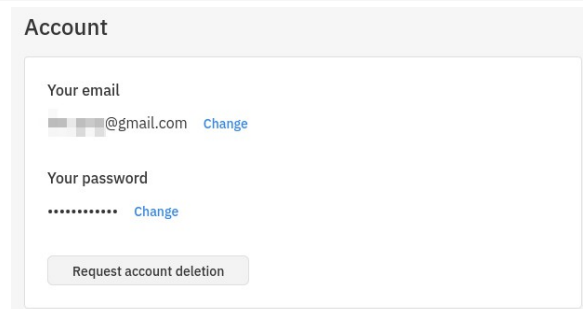 Account
Your email
@gmail.com Change
Your password
•••••••••••• Change
Request account deletion